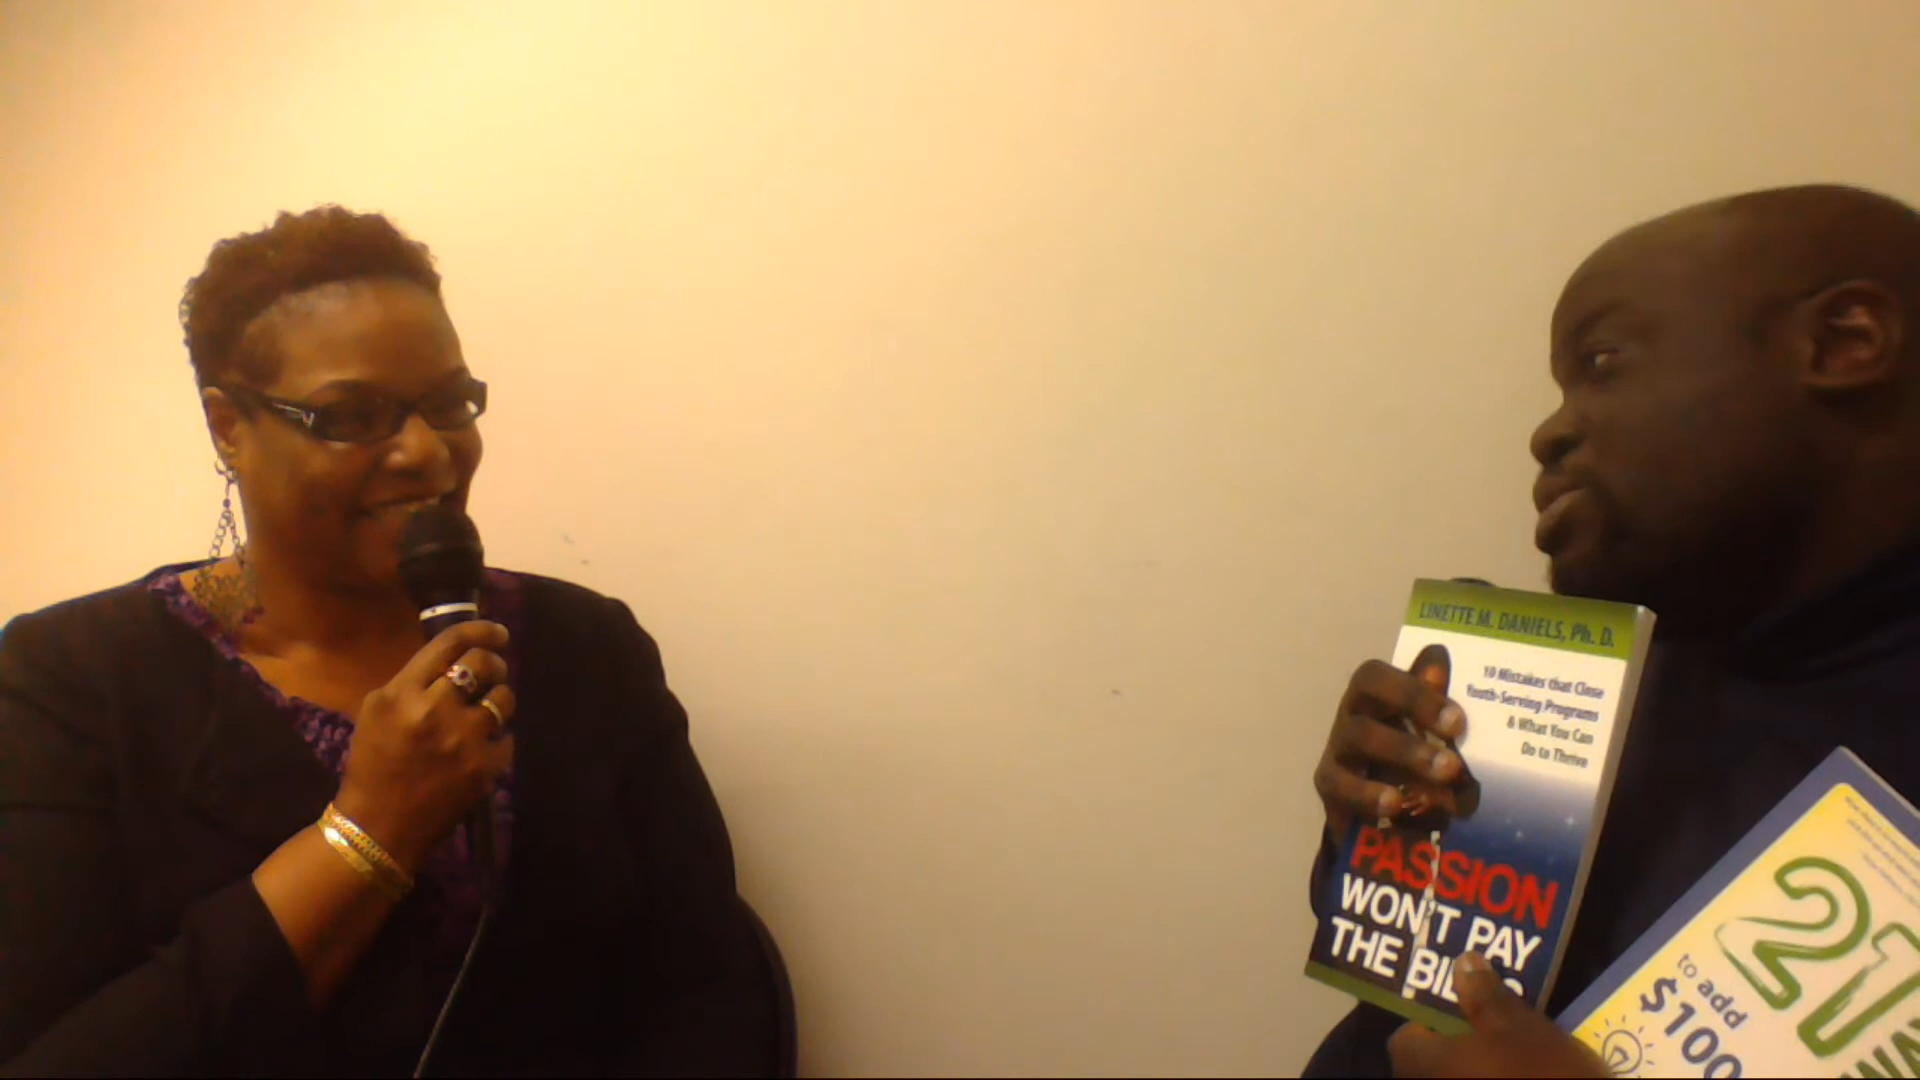 LINETTE M. DANIELS, Ph. D.
10 Mistakes that Close
Youth-Serving Programs
& What You Can
Do to Thrive
PASSION
WON'T PAY
THE
21
to add
$100